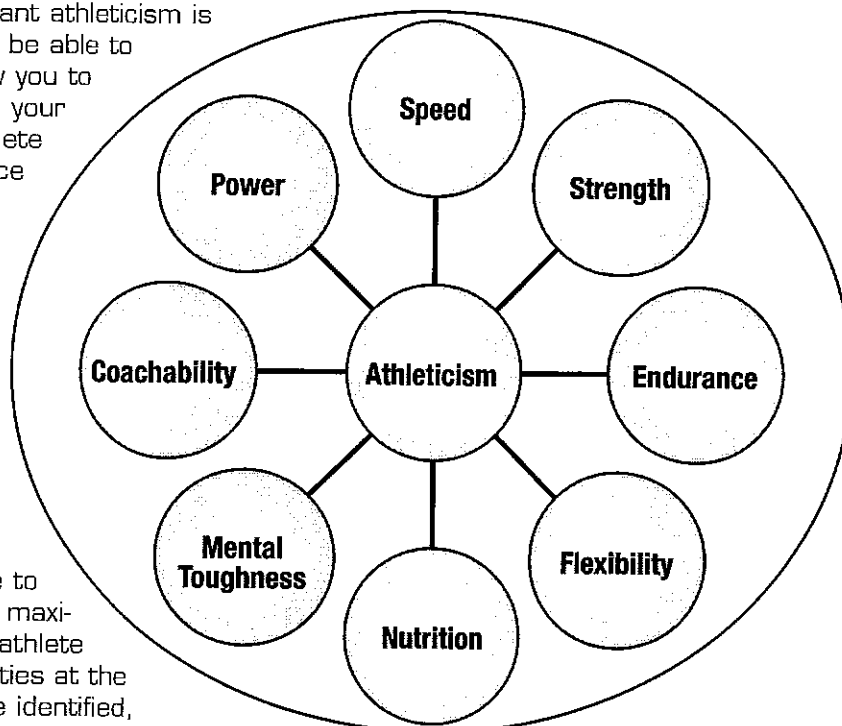 ant athleticism is
be able to
you to
your
ete
ce
Speed
Power
Strength
Coachability
Athleticism
Endurance
Mental
Toughness
Flexibility
Nutrition
to
maxi-
athlete
ties at the
identified,